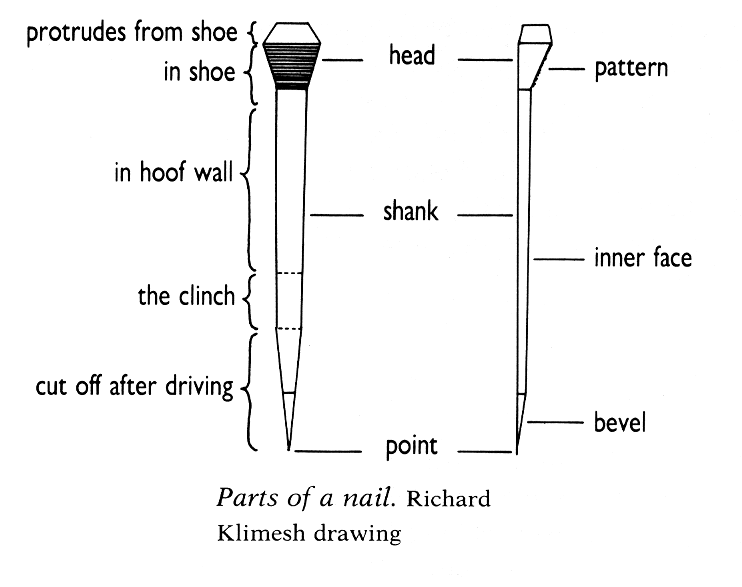 protrudes from shoe
in shoe
head
pattern
in hoof wall
shank
inner face
the clinch
cut off after driving
bevel
point
Parts of a nail. Richard
Klimesh drawing